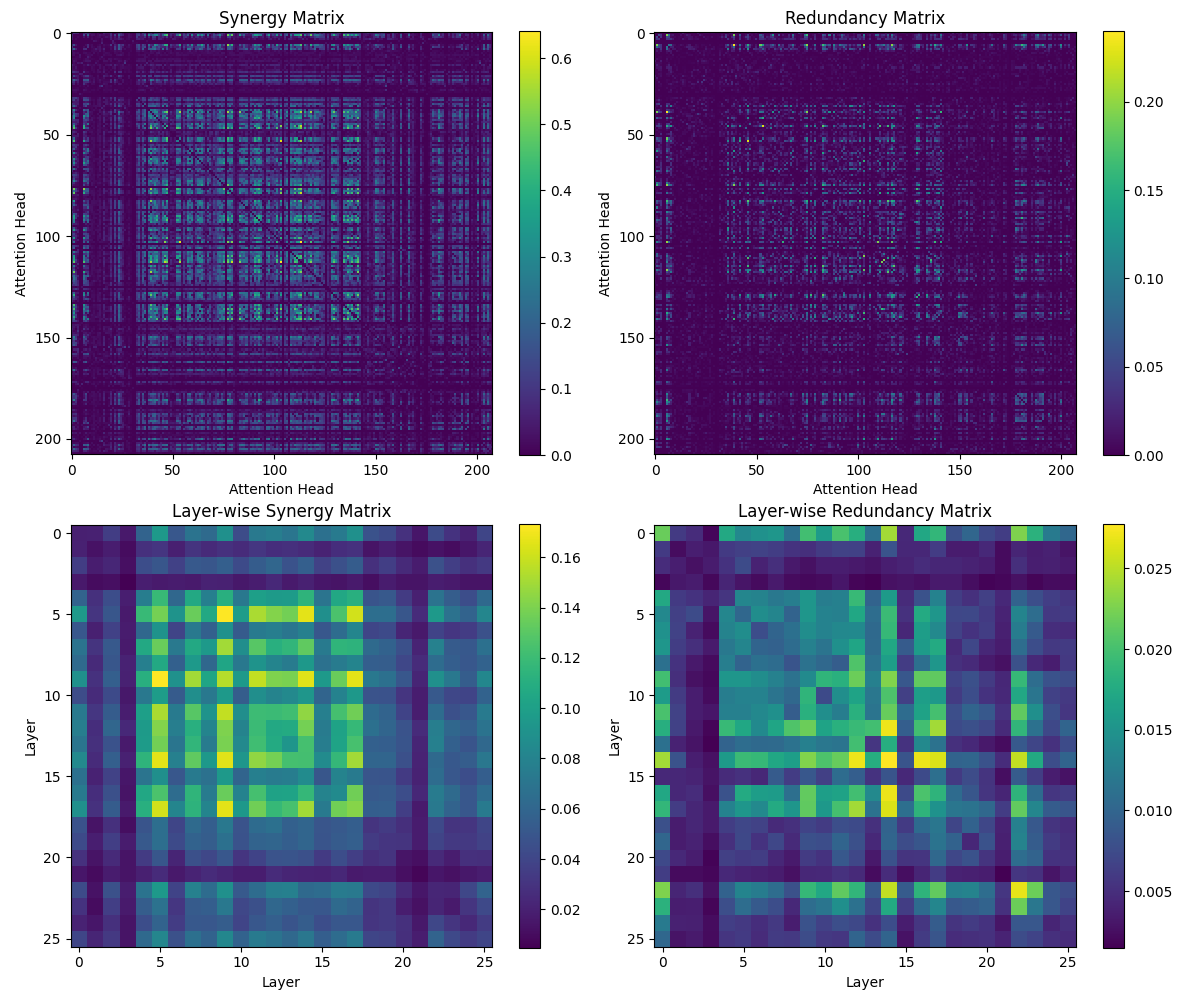 Synergy Matrix
Redundancy Matrix
0
50
100
150
200
Attention Head
0 50 100 150 200
Attention Head
0.6
0.5
0.4
0.3
0.2
0.1
0.0
0
50
100
150
200
Attention Head
0 50 100 150 200
Attention Head
0.20
0.15
0.10
0.05
0.00
Layer-wise Synergy Matrix
Layer-wise Redundancy Matrix
0
5
10
15
20
25
Layer
0 5 10 15 20 25
Layer
0.16
0.14
0.12
0.10
0.08
0.06
0.04
0.02
0
5
10
15
20
25
Layer
0 5 10 15 20 25
Layer
0.025
0.020
0.015
0.010
0.005